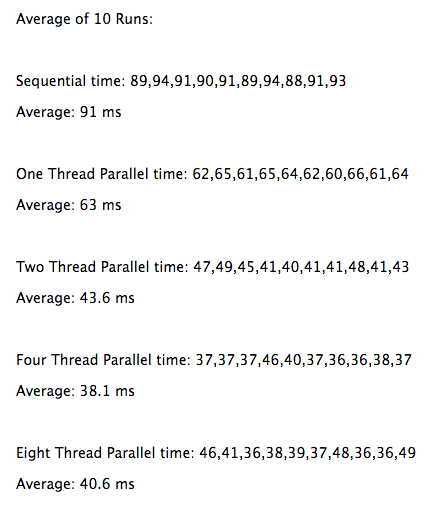 Average of 10 Runs:
Sequential time: 89,94,91,90,91,89,94,88,91,93
Average: 91 ms
One Thread Parallel time: 62,65,61,65,64,62,60,66,61,64
Average: 63 ms
Two Thread Parallel time: 47,49,45,41,40,41,41,48,41,43
Average: 43.6 ms
Four Thread Parallel time: 37,37,37,46,40,37,36,36,38,37
Average: 38.1 ms
Eight Thread Parallel time: 46,41,36,38,39,37,48,36,36,49
Average: 40.6 ms